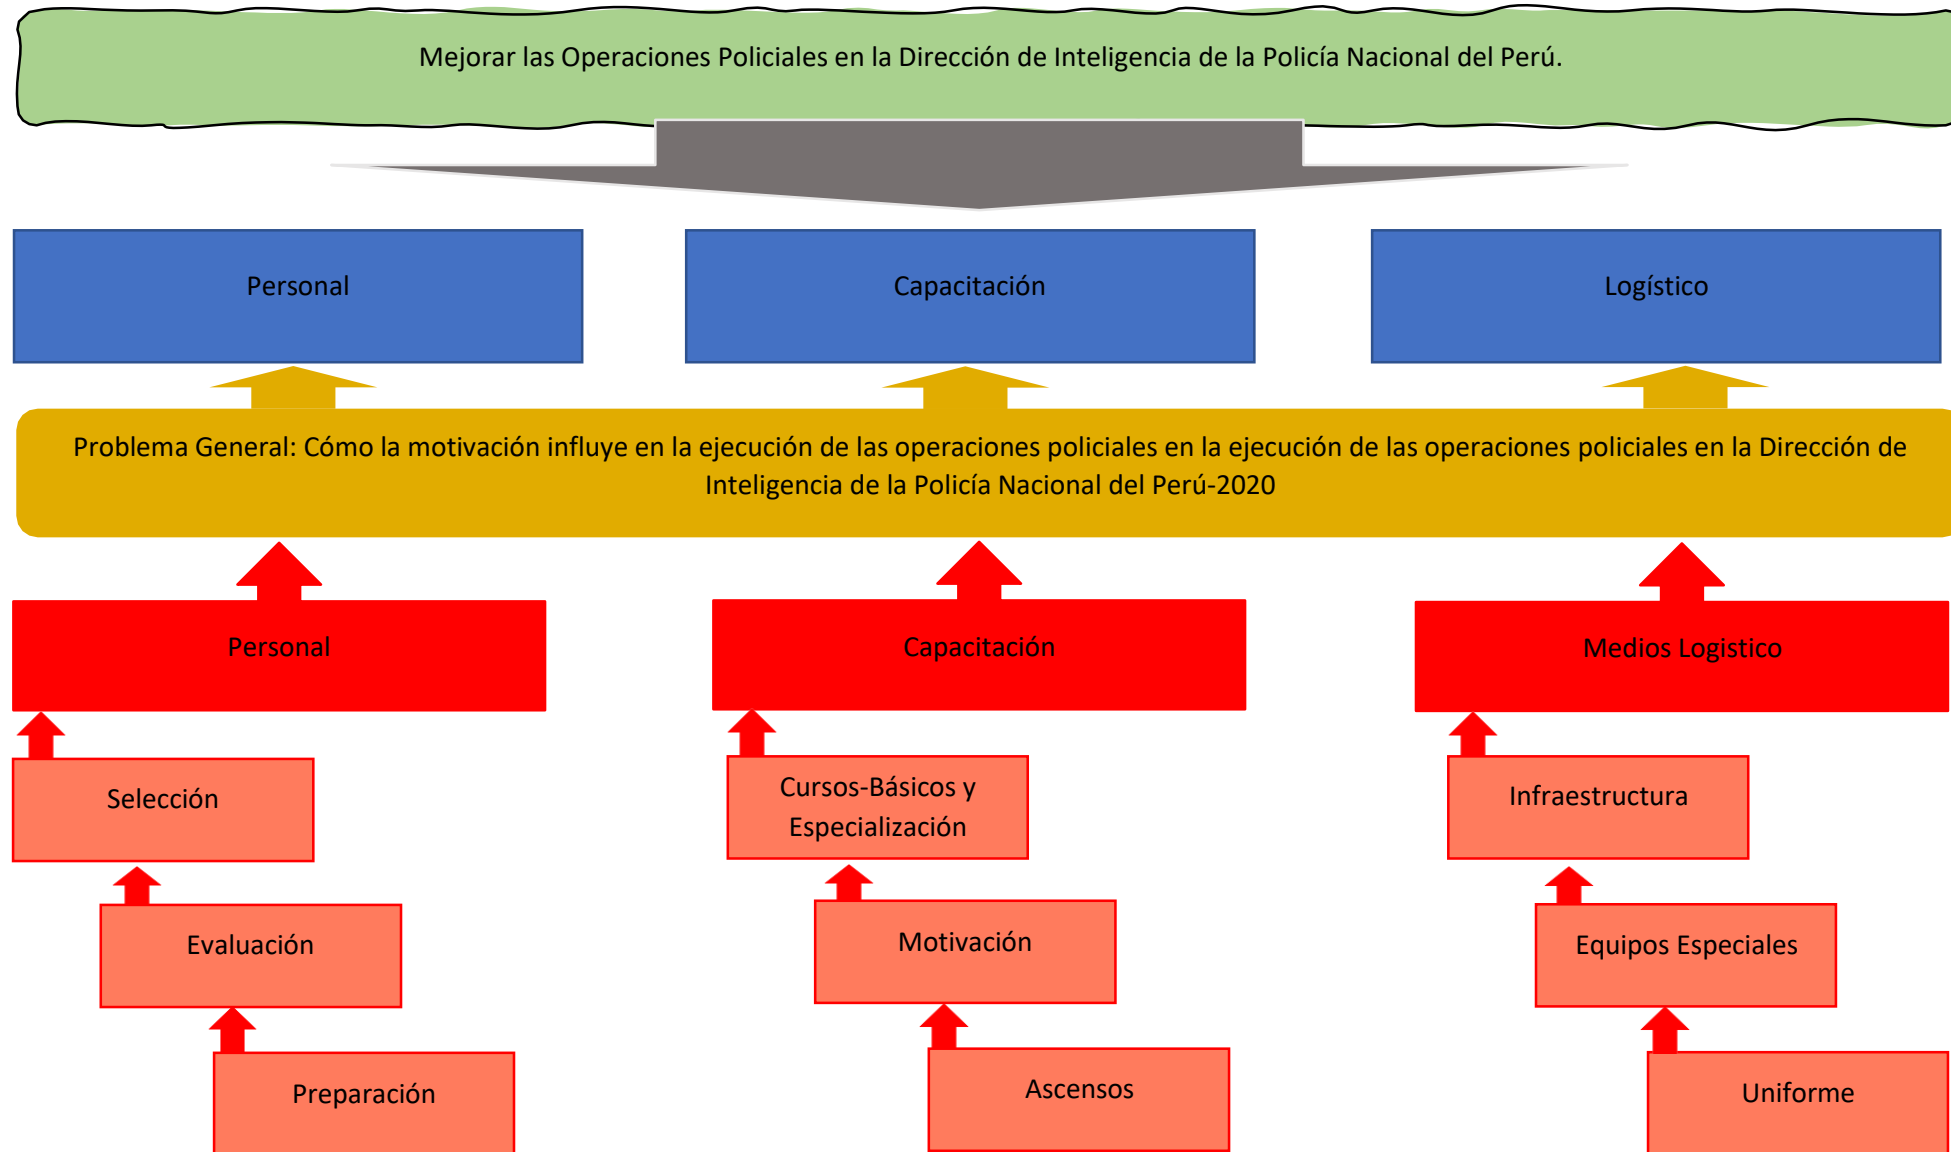 Mejorar las Operaciones Policiales en la Dirección de Inteligencia de la Policía Nacional del Perú.
Personal
Capacitación
Logístico
Problema General: Cómo la motivación influye en la ejecución de las operaciones policiales en la ejecución de las operaciones policiales en la Dirección de
Inteligencia de la Policía Nacional del Perú-2020
Personal
Capacitación
Medios Logistico
Selección
Cursos-Básicos y
Especialización
Infraestructura
Evaluación
Motivación
Equipos Especiales
Preparación
Ascensos
Uniforme